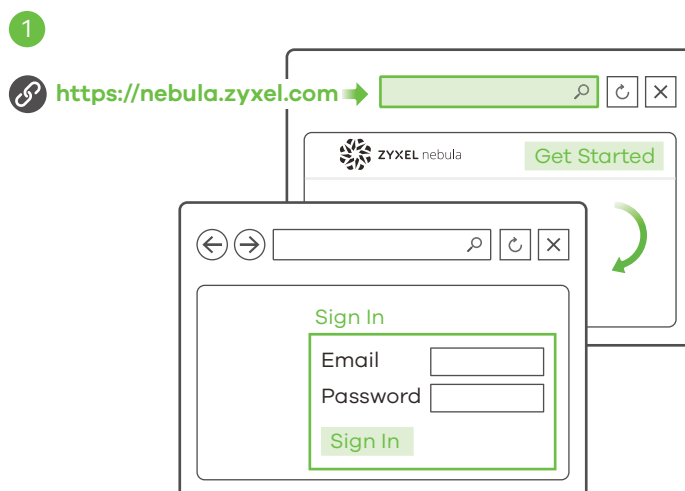 1
https://nebula.zyxel.com
ZYXEL nebula
Get Started
Sign In
Email
Password
Sign In